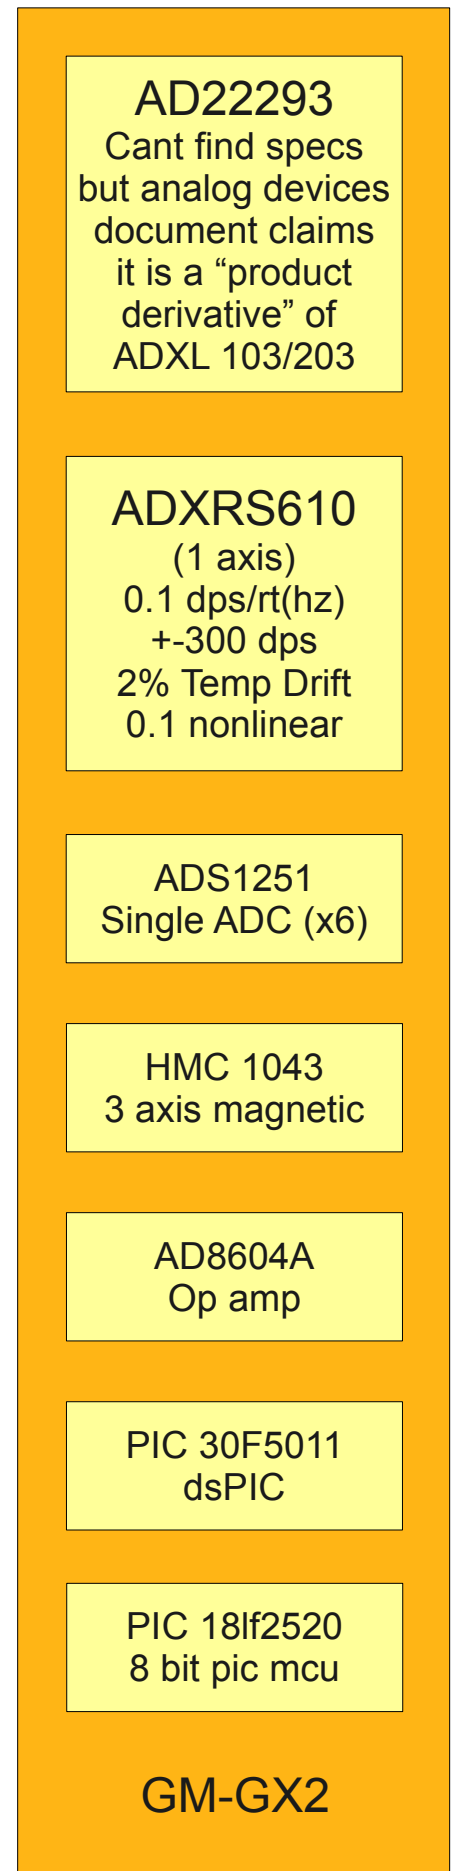 AD22293
Cant find specs
but analog devices
document claims
it is a “product
derivative” of
ADXL 103/203
ADXRS610
(1 axis)
0.1 dps/rt(hz)
+-300 dps
2% Temp Drift
0.1 nonlinear
ADS1251
Single ADC (x6)
HMC 1043
3 axis magnetic
AD8604A
Op amp
PIC 30F5011
dsPIC
PIC 18lf2520
8 bit pic mcu
GM-GX2